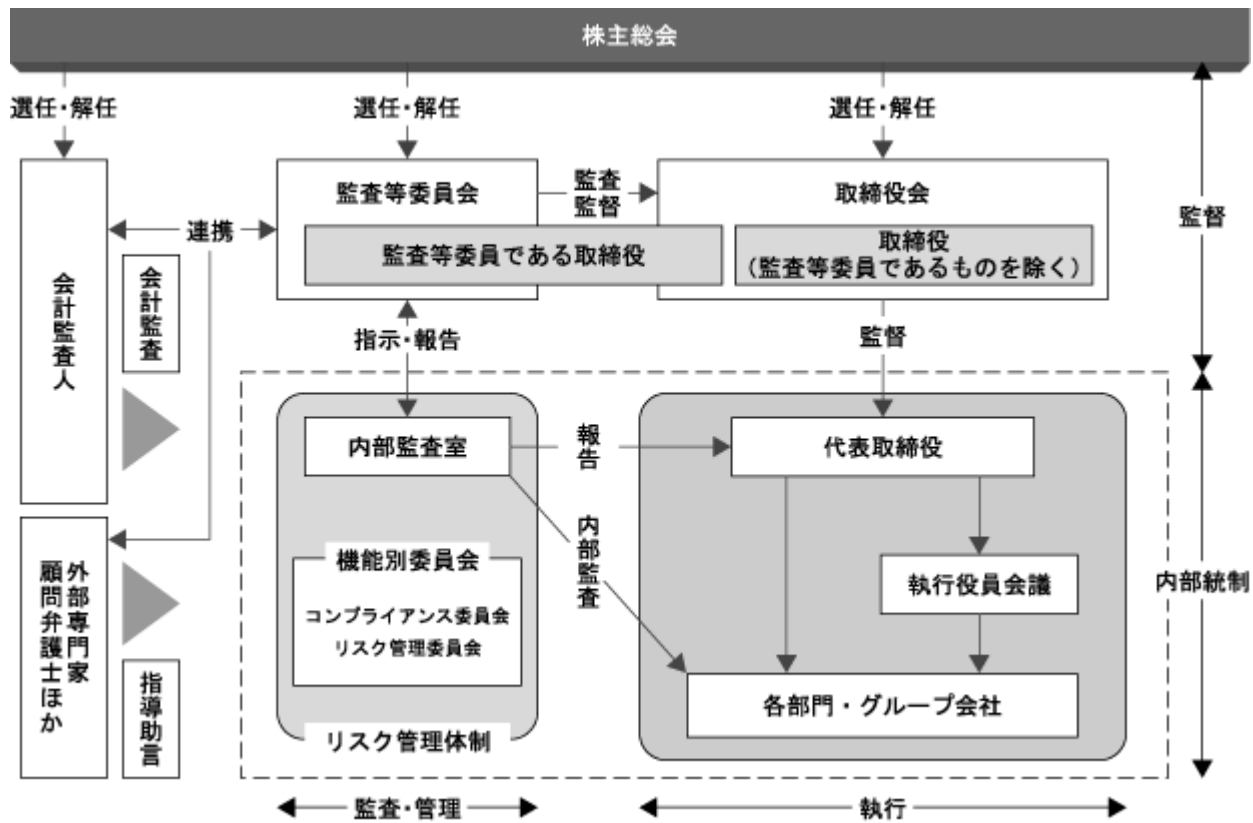 株主総会
選任・解任
選任・解任
選任・解任
監査等委員会
監査
監督
取締役会
監督
連携
監査等委員である取締役
取締役
（監査等委員であるものを除く）
会計監査人
会計監査
指示・報告
監督
内部監査室
報告
代表取締役
内部監査
機能別委員会
コンプライアンス委員会
リスク管理委員会
執行役員会議
内部統制
外部専門家
顧問弁護士ほか
指導助言
各部門・グループ会社
リスク管理体制
監査・管理
執行